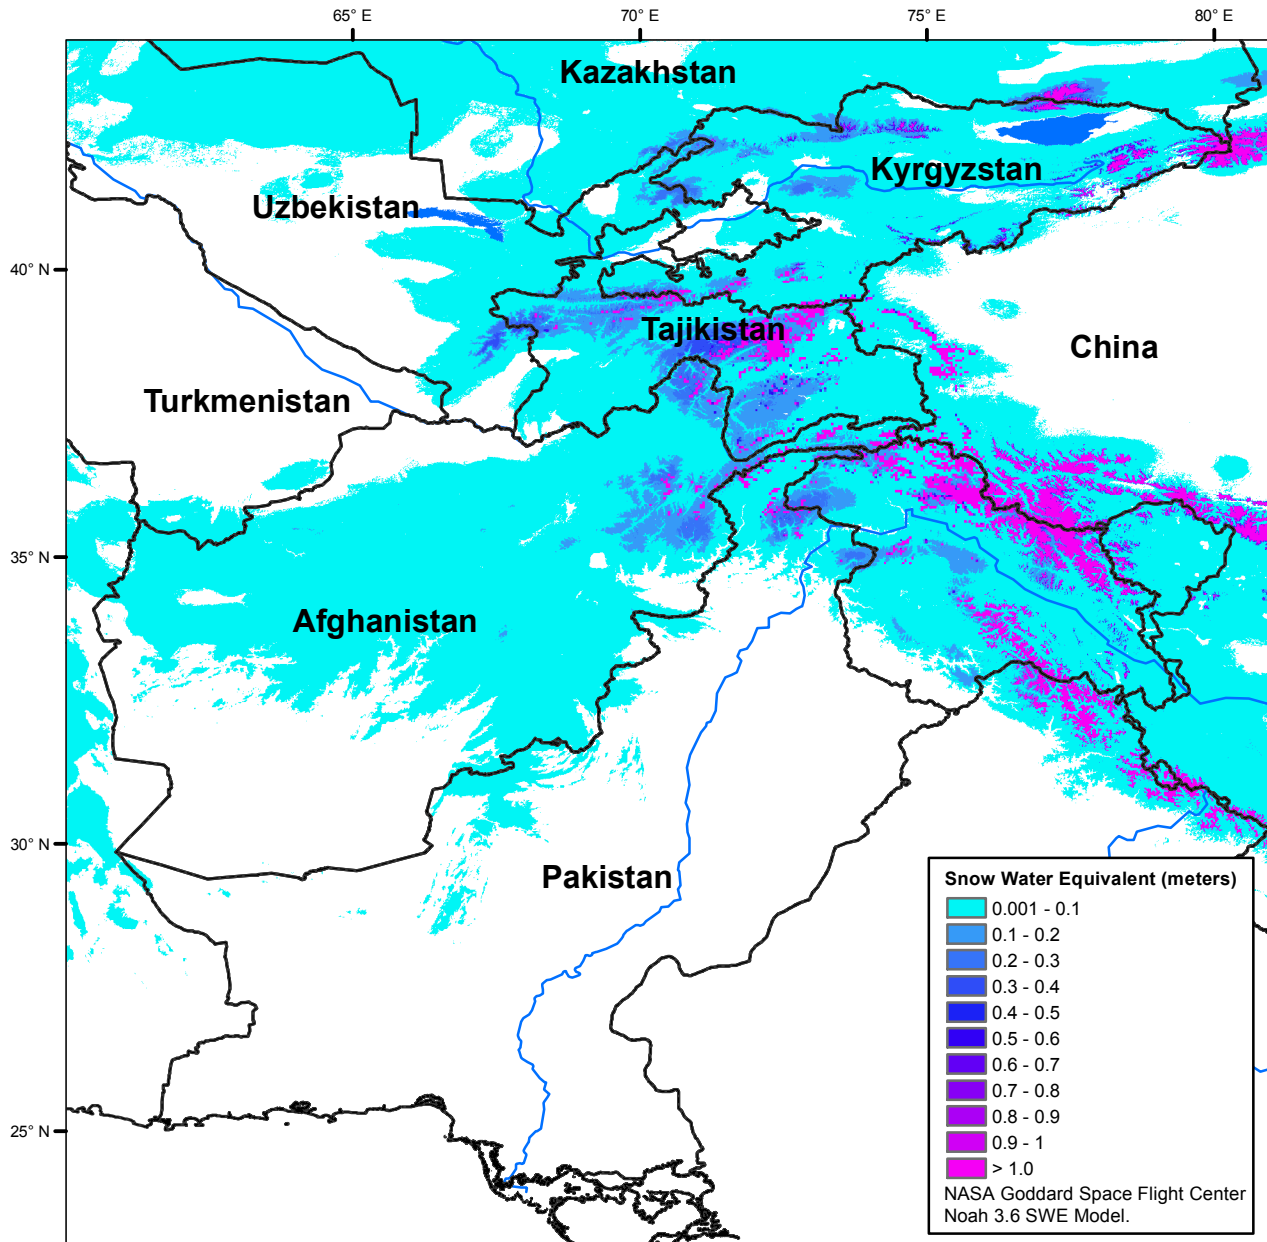 65° E
70° E
75° E
80° E
Kazakhstan
Kyrgyzstan
Uzbekistan
40° N
Tajikistan
China
Turkmenistan
35° N
Afghanistan
30° N
Pakistan
25° N
Snow Water Equivalent (meters)
0.001 - 0.1
0.1 - 0.2
0.2 - 0.3
0.3 - 0.4
0.4 - 0.5
0.5 - 0.6
0.6 - 0.7
0.7 - 0.8
0.8 - 0.9
0.9 - 1
> 1.0
NASA Goddard Space Flight Center
Noah 3.6 SWE Model.